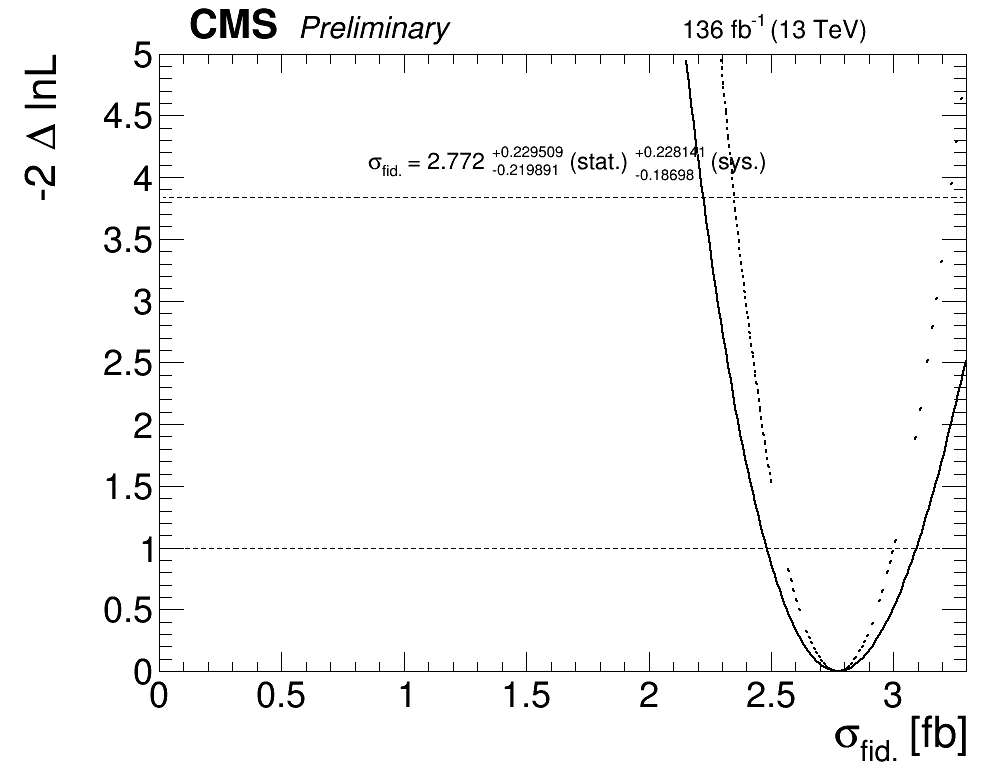 CMS Preliminary 136 fb-1 (13 TeV)
-2 Δ lnL
5
4.5
σfid. = 2.772 +0.229509 -0.219891 (stat.) +0.228141 -0.18698 (sys.)
4
3.5
3
2.5
2
1.5
1
0.5
0
0 0.5 1 1.5 2 2.5 3
σfid. [fb]